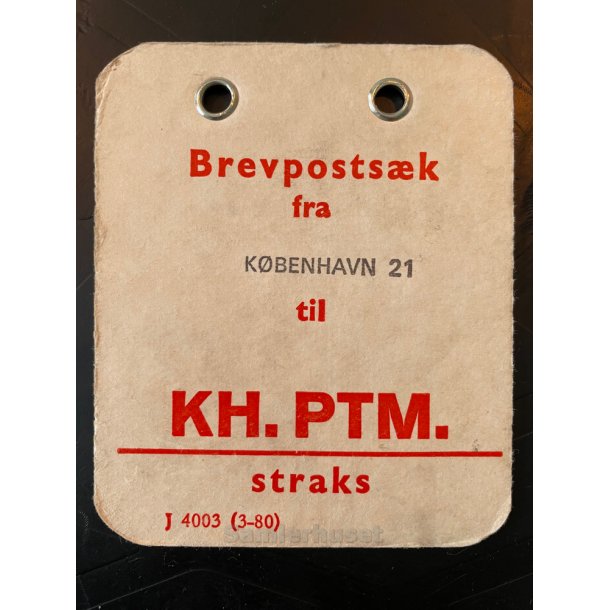 Brevpostsæk
fra
KØBENHAVN 21
til
KH. PTM.
straks
J 4003 (3-80)
Samlerhuset